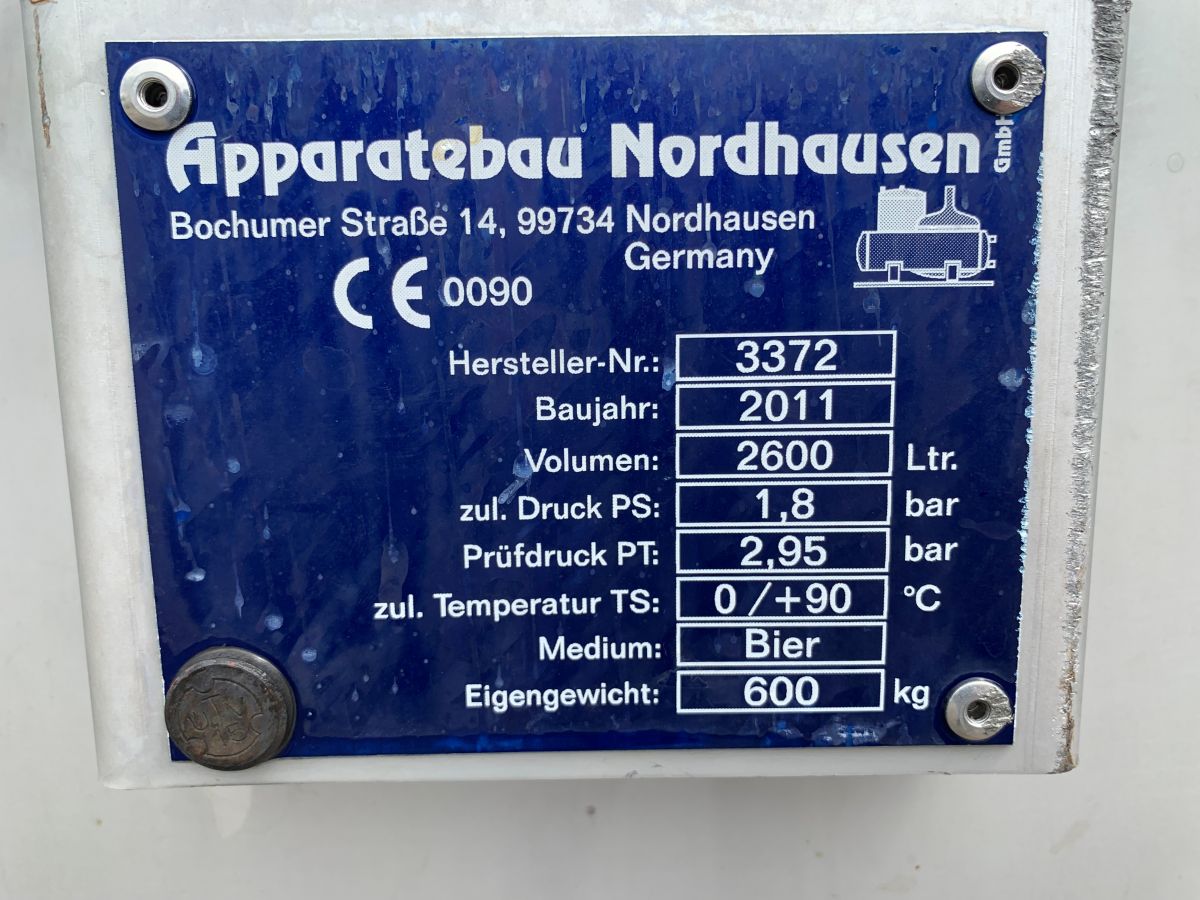 Apparatebau Nordhausen GmbH
Bochumer Straße 14, 99734 Nordhausen
Germany
CE 0090
Hersteller-Nr.: 3372
Baujahr: 2011
Volumen: 2600 Ltr.
zul. Druck PS: 1,8 bar
Prüfdruck PT: 2,95 bar
zul. Temperatur TS: 0 /+90 °C
Medium: Bier
Eigengewicht: 600 kg